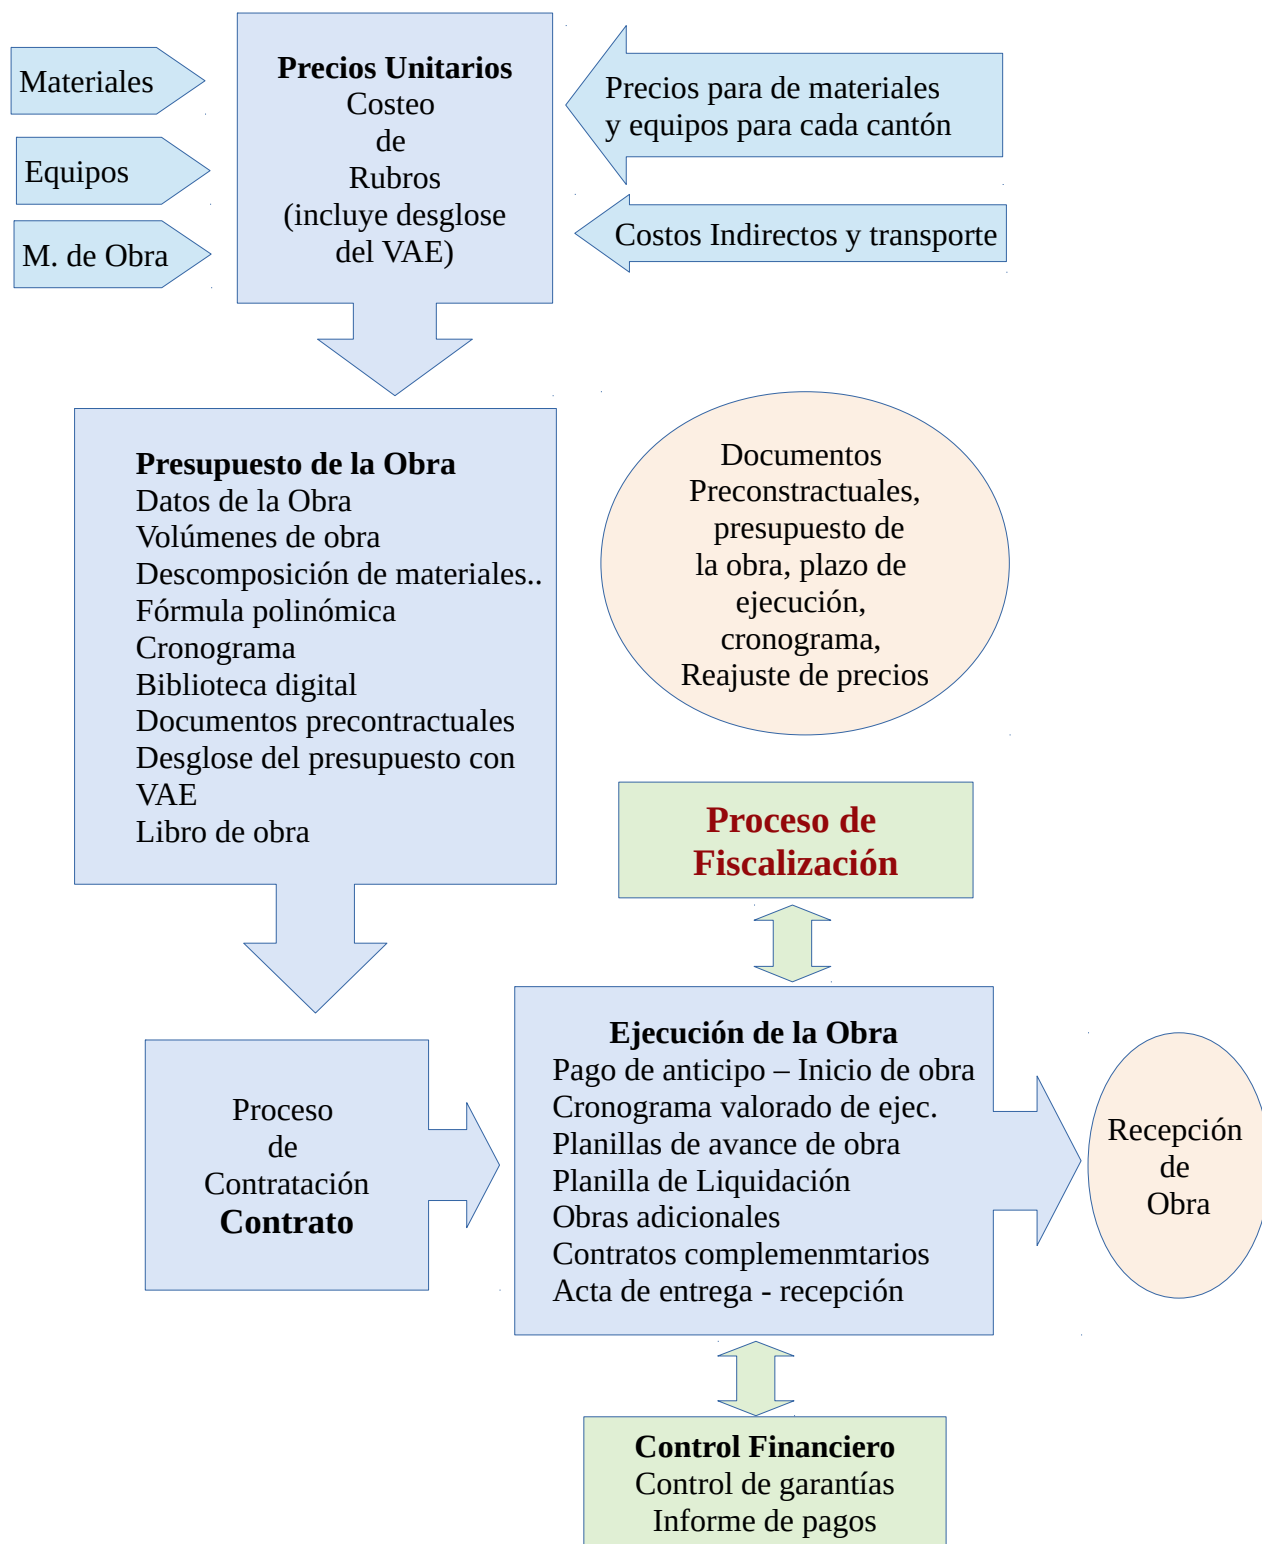 Materiales
Equipos
M. de Obra
Precios Unitarios
Costeo
de
Rubros
(incluye desglose
del VAE)
Precios para de materiales
y equipos para cada cantón
Costos Indirectos y transporte
Presupuesto de la Obra
Datos de la Obra
Volúmenes de obra
Descomposición de materiales..
Fórmula polinómica
Cronograma
Biblioteca digital
Documentos precontractuales
Desglose del presupuesto con
VAE
Libro de obra
Documentos
Preconstractuales,
presupuesto de
la obra, plazo de
ejecución,
cronograma,
Reajuste de precios
Proceso de
Fiscalización
Proceso
de
Contratación
Contrato
Ejecución de la Obra
Pago de anticipo – Inicio de obra
Cronograma valorado de ejec.
Planillas de avance de obra
Planilla de Liquidación
Obras adicionales
Contratos complemenmtarios
Acta de entrega - recepción
Recepción
de
Obra
Control Financiero
Control de garantías
Informe de pagos